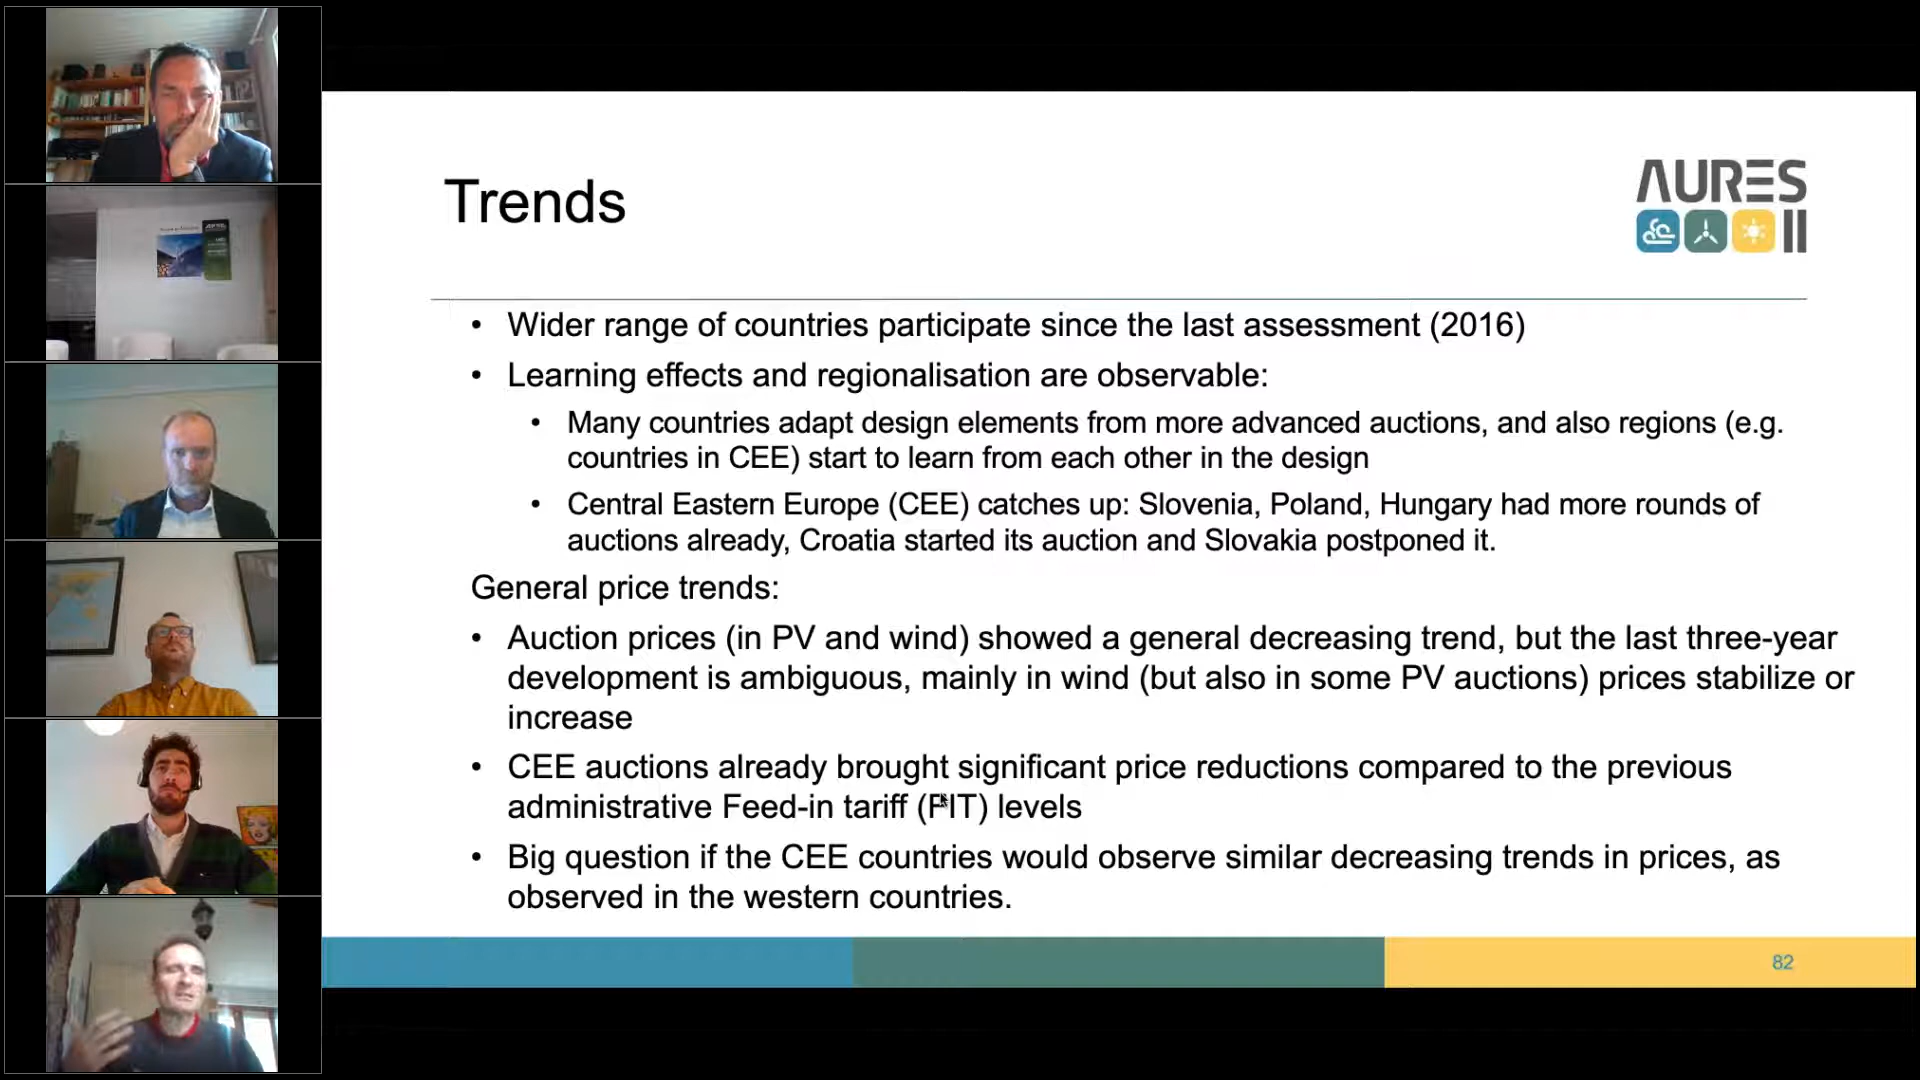 Trends
AURES
II
• Wider range of countries participate since the last assessment (2016)
• Learning effects and regionalisation are observable:
• Many countries adapt design elements from more advanced auctions, and also regions (e.g.
countries in CEE) start to learn from each other in the design
• Central Eastern Europe (CEE) catches up: Slovenia, Poland, Hungary had more rounds of
auctions already, Croatia started its auction and Slovakia postponed it.
General price trends:
• Auction prices (in PV and wind) showed a general decreasing trend, but the last three-year
development is ambiguous, mainly in wind (but also in some PV auctions) prices stabilize or
increase
• CEE auctions already brought significant price reductions compared to the previous
administrative Feed-in tariff (FIT) levels
• Big question if the CEE countries would observe similar decreasing trends in prices, as
observed in the western countries.
82